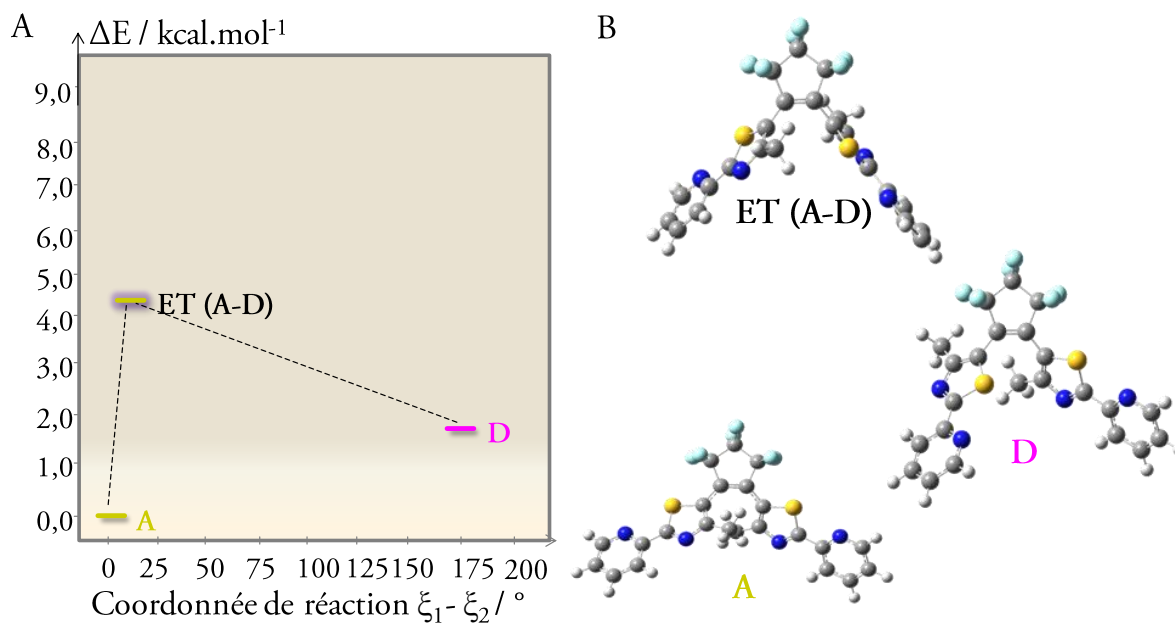 A
ΔE / kcal.mol-1
B
9,0
8,0
7,0
6,0
5,0
4,0
3,0
2,0
1,0
0,0
ET (A-D)
D
A
0 25 50 75 100 125 150 175 200
Coordonnée de réaction ξ1- ξ2 / °
ET (A-D)
D
A